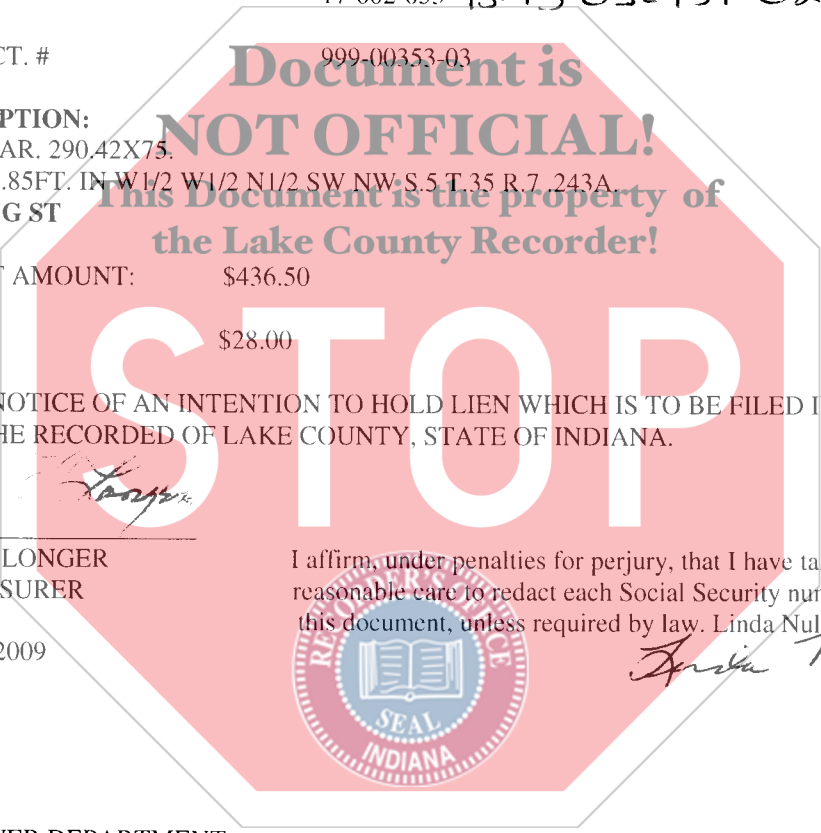 CT. # 999-00353-03
Document is
PTION:
NOT OFFICIAL!
AR. 290.42X75.
.85FT. IN W1/2 W1/2 N1/2 SW NW S.5 T.35 R.7 .243A.
This Document is the property of
G ST
the Lake County Recorder!
AMOUNT: $436.50
$28.00
STOP
NOTICE OF AN INTENTION TO HOLD LIEN WHICH IS TO BE FILED I
HE RECORDED OF LAKE COUNTY, STATE OF INDIANA.
LONGER
SURER
2009
I affirm, under penalties for perjury, that I have ta
reasonable care to redact each Social Security nu
this document, unless required by law. Linda Nul
Linda
RECORDER'S OFFICE
SEAL
INDIANA